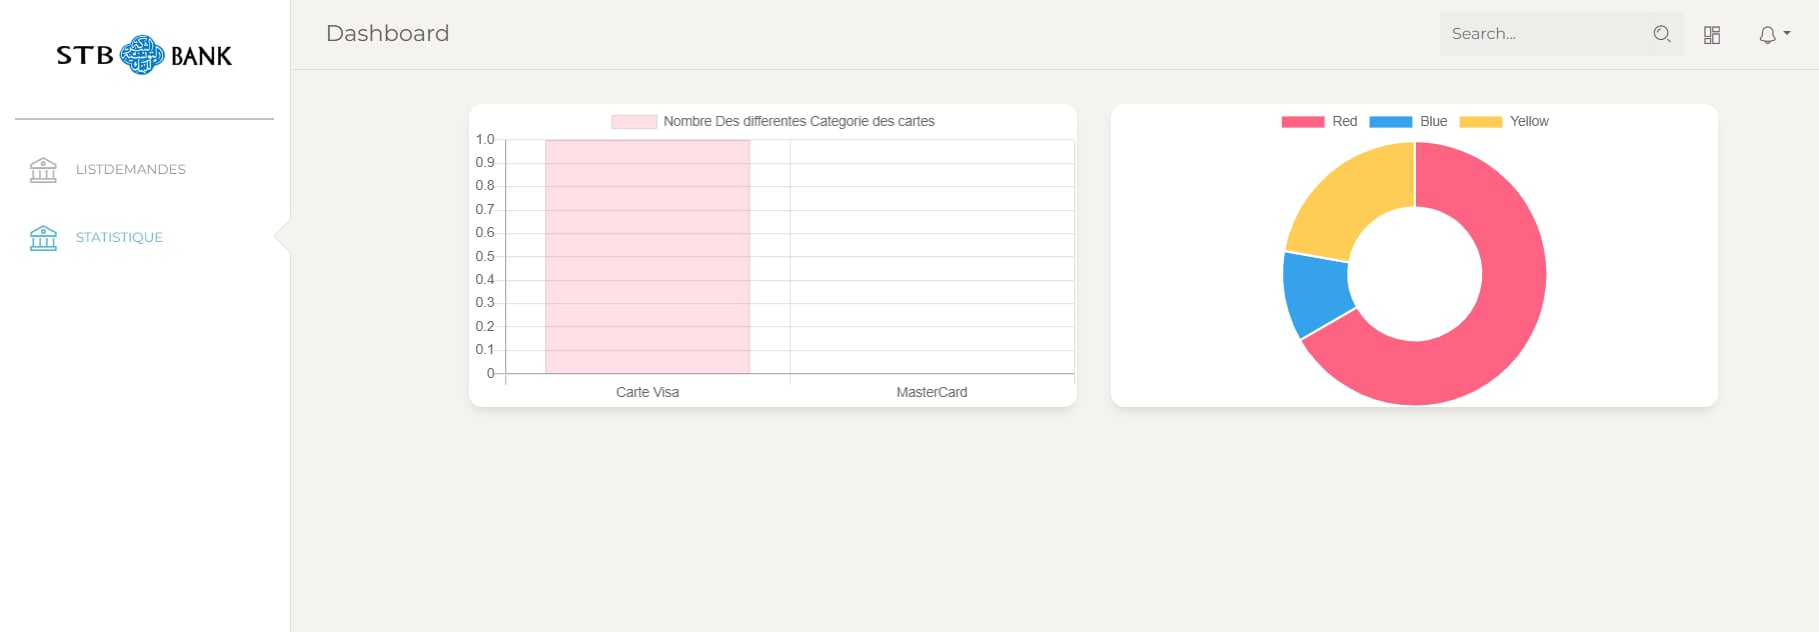 STB BANK
Dashboard
Search...
LISTDEMANDES
STATISTIQUE
Nombre Des differentes Categorie des cartes
1.0
0.9
0.8
0.7
0.6
0.5
0.4
0.3
0.2
0.1
0
Carte Visa MasterCard
Red Blue Yellow